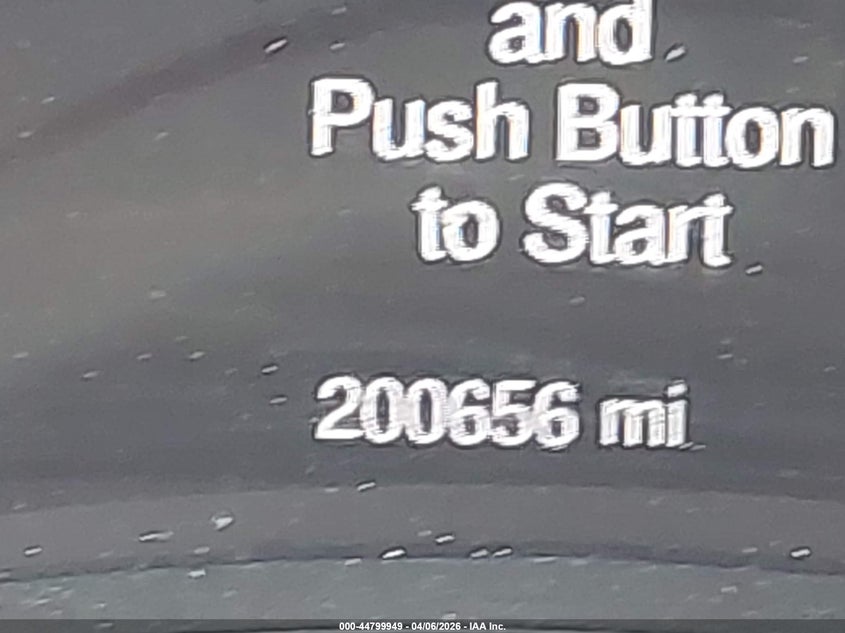 and
Push Button
to Start
200656 mi
000-44799949 - 04/06/2026 - IAA Inc.